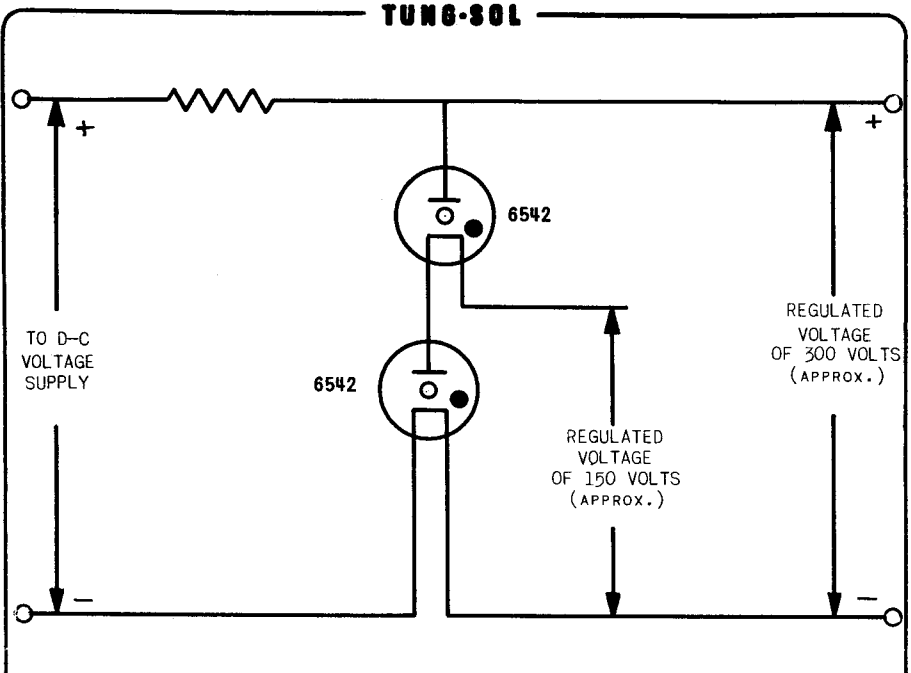 TUNG·SOL
+
+
6542
TO D-C
VOLTAGE
SUPPLY
6542
REGULATED
VOLTAGE
OF 300 VOLTS
(APPROX.)
REGULATED
VOLTAGE
OF 150 VOLTS
(APPROX.)
−
−